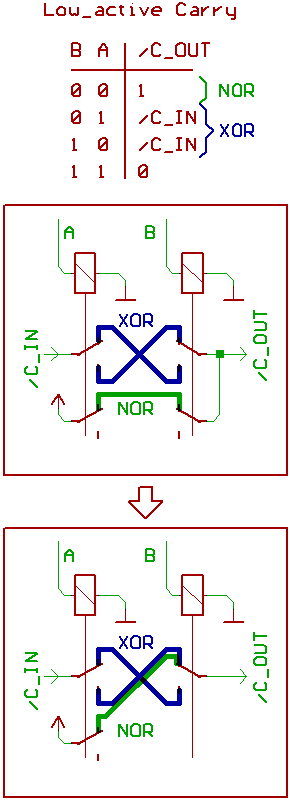 Low_active Carry
B A /C_OUT
0 0 1 NOR
0 1 /C_IN
1 0 /C_IN XOR
1 1 0
A B
XOR
/C_IN /C_OUT
NOR
A B
XOR
/C_IN /C_OUT
NOR